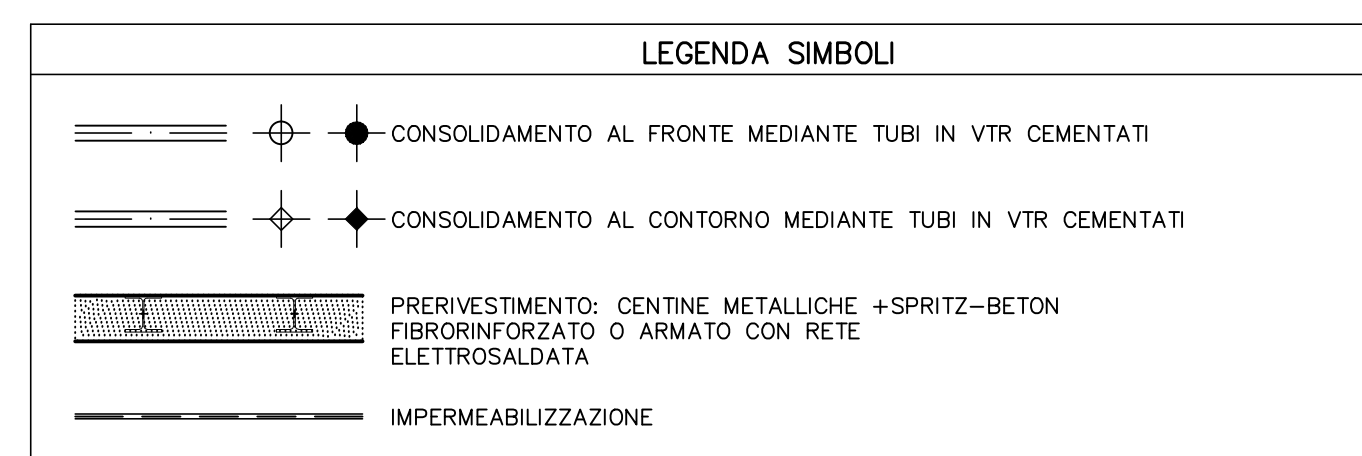 LEGENDA SIMBOLI
CONSOLIDAMENTO AL FRONTE MEDIANTE TUBI IN VTR CEMENTATI
CONSOLIDAMENTO AL CONTORNO MEDIANTE TUBI IN VTR CEMENTATI
PRERIVESTIMENTO: CENTINE METALLICHE +SPRITZ-BETON
FIBRORINFORZATO O ARMATO CON RETE
ELETTROSALDATA
IMPERMEABILIZZAZIONE